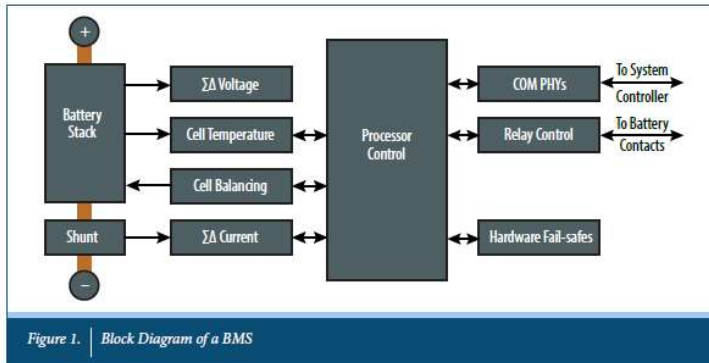 +
Battery
Stack
Shunt
−
ΣΔ Voltage
Cell Temperature
Cell Balancing
ΣΔ Current
Processor
Control
COM PHYs
Relay Control
Hardware Fail-safes
To System
Controller
To Battery
Contacts
Figure 1. | Block Diagram of a BMS